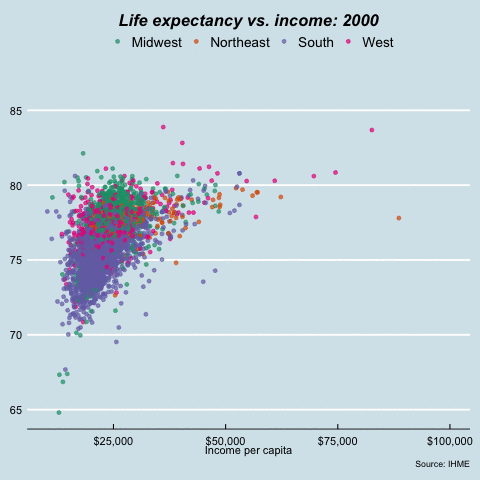 Life expectancy vs. income: 2000
Midwest Northeast South West
85
80
75
70
65
$25,000 $50,000 $75,000 $100,000
Income per capita
Source: IHME